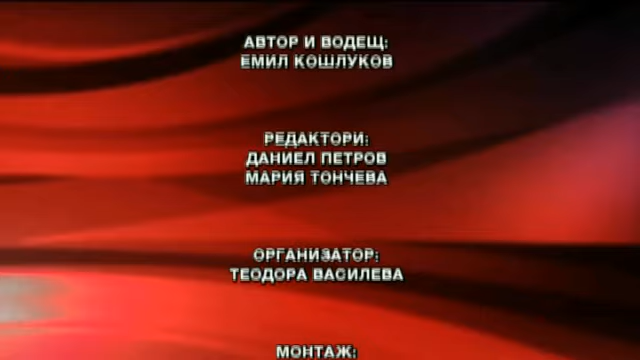 АВТОР И ВОДЕЩ:
ЕМИЛ КОШЛУКОВ
РЕДАКТОРИ:
ДАНИЕЛ ПЕТРОВ
МАРИЯ ТОНЧЕВА
ОРГАНИЗАТОР:
ТЕОДОРА ВАСИЛЕВА
МОНТАЖ: